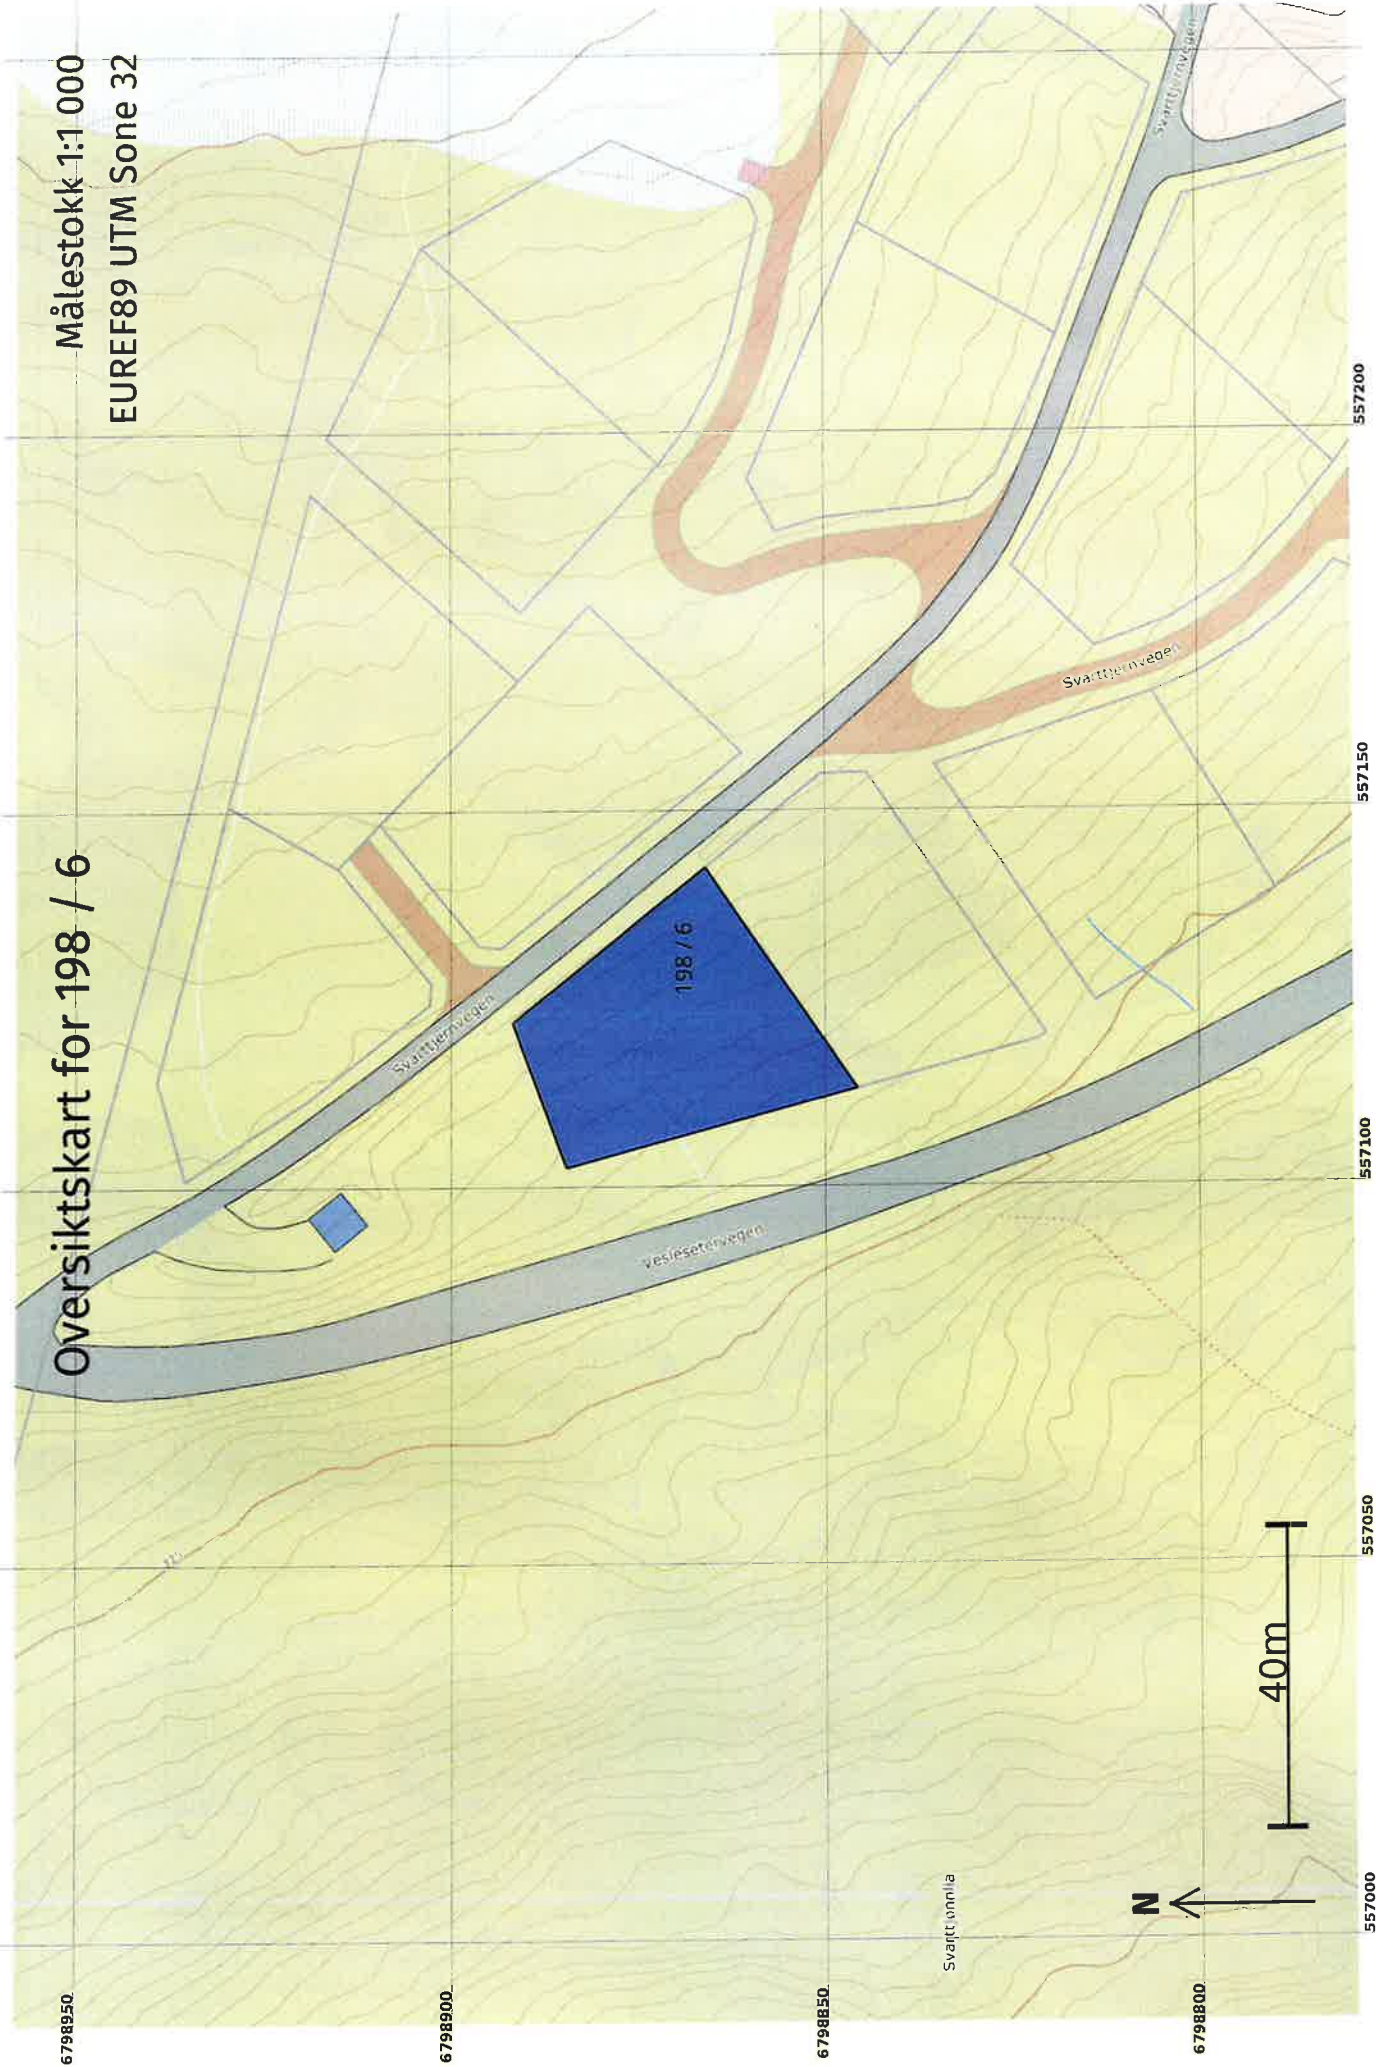 Oversiktskart for 198 / 6
Målestokk 1:1 000
EUREF89 UTM Sone 32
Svarttjernvegen
Svarttjernvegen
Svarttjernvegen
198 / 6
Veslesetervegen
Svarttjønnlia
N
40m
6798950
6798900
6798850
6798800
557000
557050
557100
557150
557200